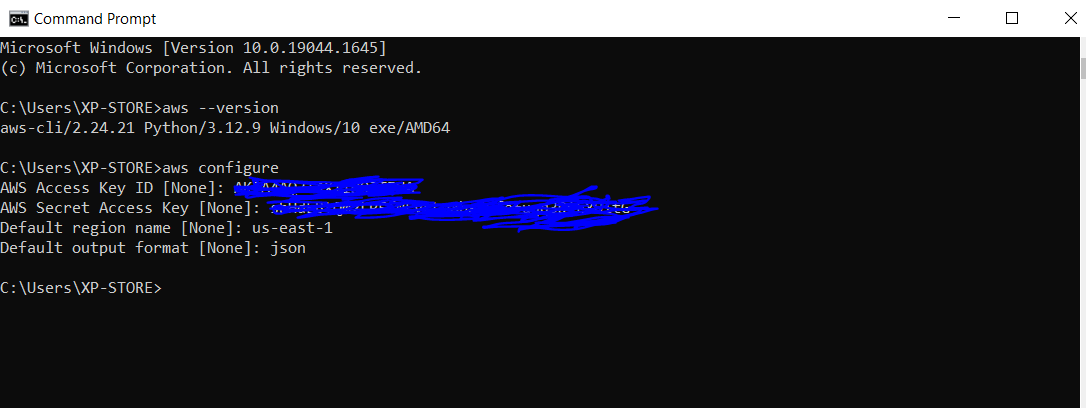 Command Prompt
Microsoft Windows [Version 10.0.19044.1645]
(c) Microsoft Corporation. All rights reserved.
C:\Users\XP-STORE>aws --version
aws-cli/2.24.21 Python/3.12.9 Windows/10 exe/AMD64
C:\Users\XP-STORE>aws configure
AWS Access Key ID [None]:
AWS Secret Access Key [None]:
Default region name [None]: us-east-1
Default output format [None]: json
C:\Users\XP-STORE>